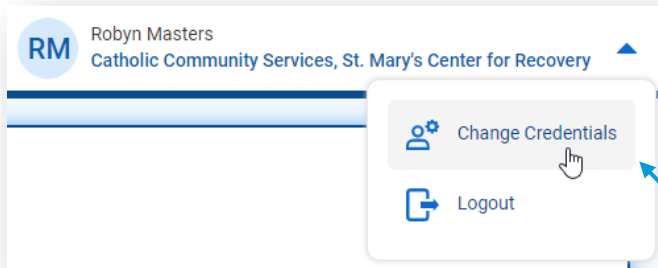 RM
Robyn Masters
Catholic Community Services, St. Mary's Center for Recovery
Change Credentials
Logout